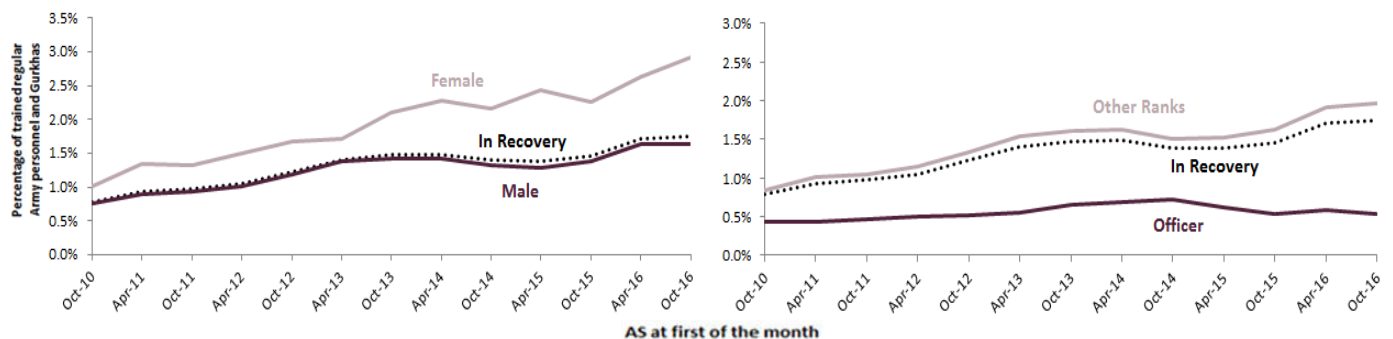 Percentage of trained regular
Army personnel and Gurkhas
3.5%
3.0%
2.5%
2.0%
1.5%
1.0%
0.5%
0.0%
Female
In Recovery
Male
Oct-10
Apr-11
Oct-11
Apr-12
Oct-12
Apr-13
Oct-13
Apr-14
Oct-14
Apr-15
Oct-15
Apr-16
Oct-16
3.0%
2.5%
2.0%
1.5%
1.0%
0.5%
0.0%
Other Ranks
In Recovery
Officer
Oct-10
Apr-11
Oct-11
Apr-12
Oct-12
Apr-13
Oct-13
Apr-14
Oct-14
Apr-15
Oct-15
Apr-16
Oct-16
AS at first of the month